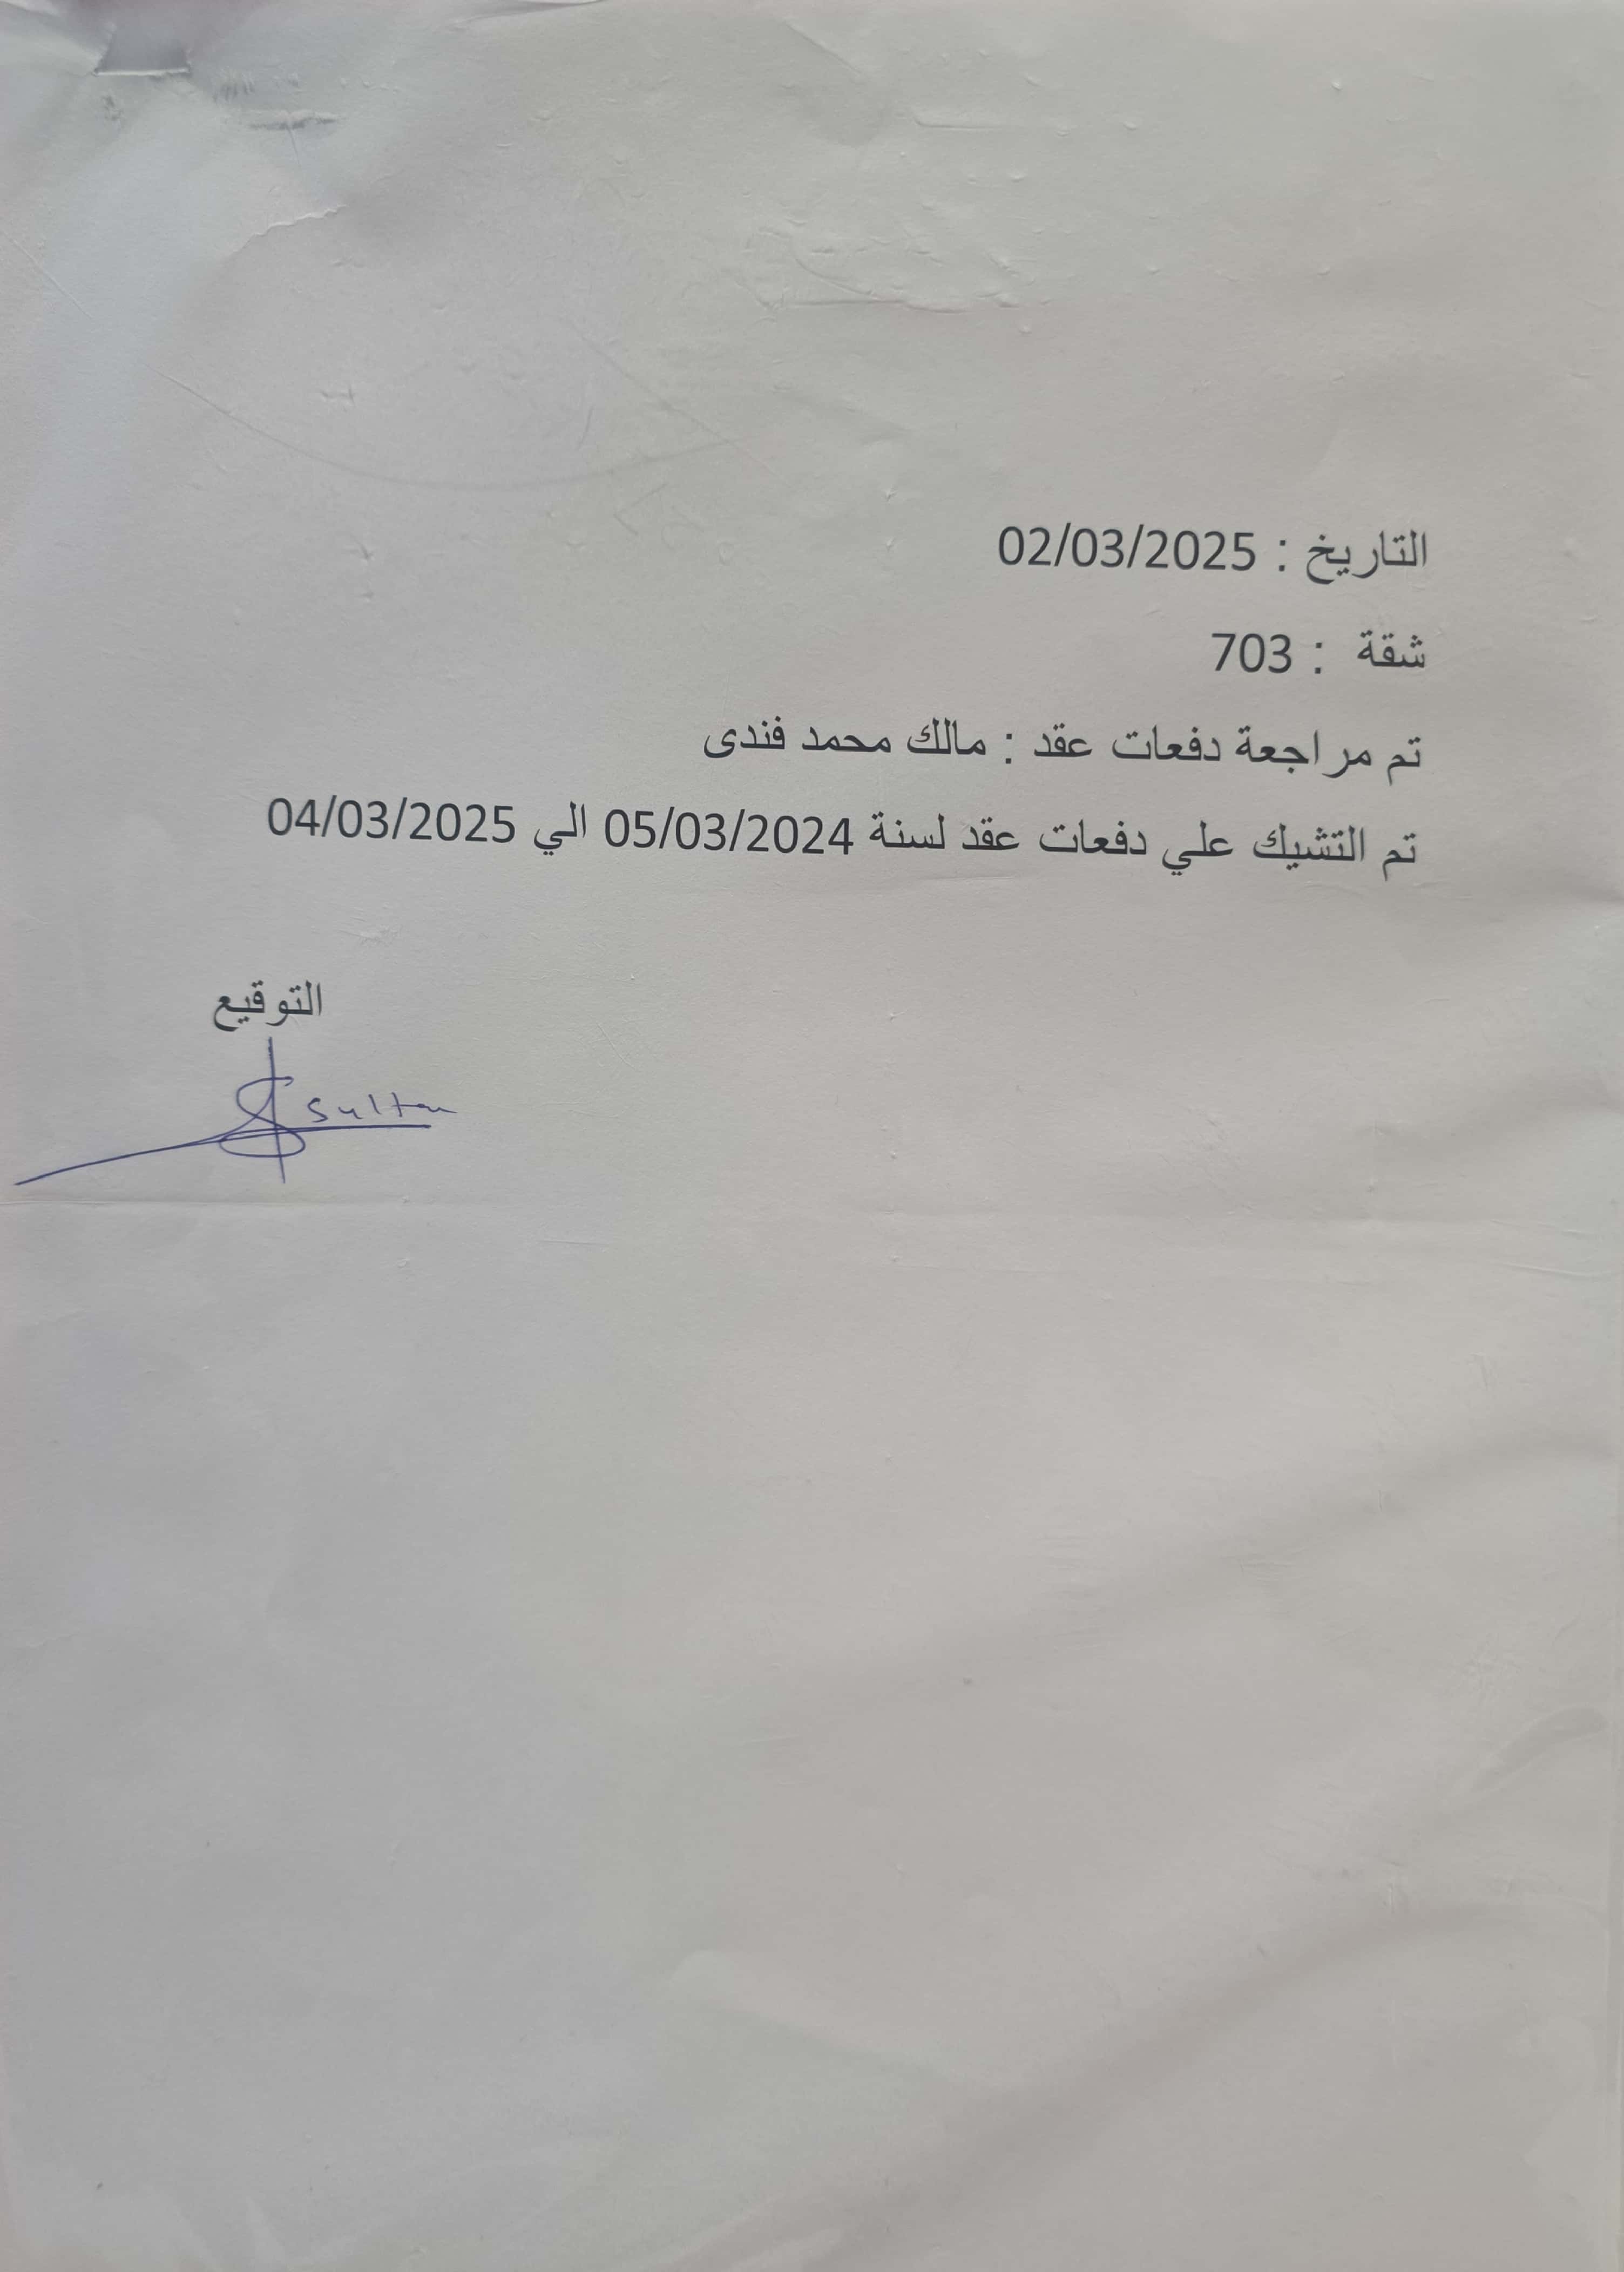 التاريخ : 02/03/2025
شقة : 703
تم مراجعة دفعات عقد : مالك محمد فندى
تم التشيك علي دفعات عقد لسنة 05/03/2024 الي 04/03/2025
التوقيع
Sultan